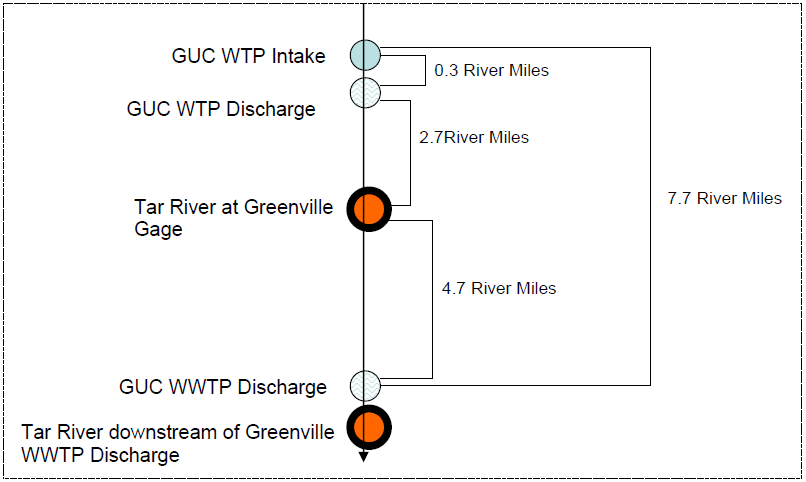 GUC WTP Intake
0.3 River Miles
GUC WTP Discharge
2.7River Miles
7.7 River Miles
Tar River at Greenville
Gage
4.7 River Miles
GUC WWTP Discharge
Tar River downstream of Greenville
WWTP Discharge